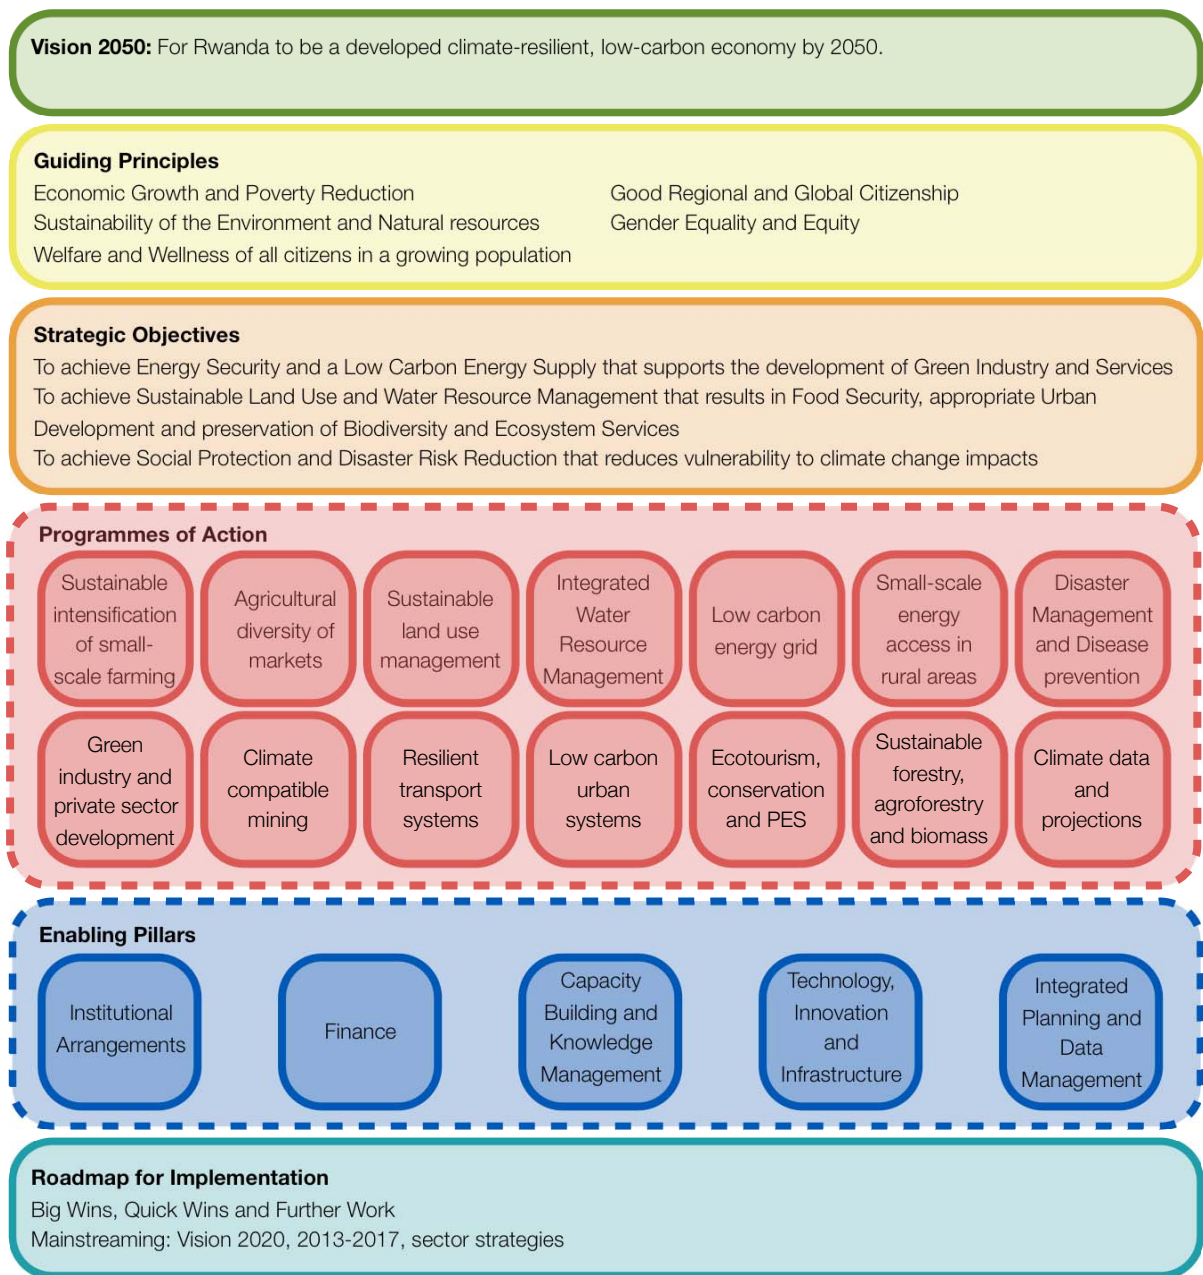 Vision 2050: For Rwanda to be a developed climate-resilient, low-carbon economy by 2050.
Guiding Principles
Economic Growth and Poverty Reduction
Sustainability of the Environment and Natural resources
Welfare and Wellness of all citizens in a growing population
Good Regional and Global Citizenship
Gender Equality and Equity
Strategic Objectives
To achieve Energy Security and a Low Carbon Energy Supply that supports the development of Green Industry and Services
To achieve Sustainable Land Use and Water Resource Management that results in Food Security, appropriate Urban
Development and preservation of Biodiversity and Ecosystem Services
To achieve Social Protection and Disaster Risk Reduction that reduces vulnerability to climate change impacts
Programmes of Action
Sustainable
intensification
of small-
scale farming
Agricultural
diversity of
markets
Sustainable
land use
management
Integrated
Water
Resource
Management
Low carbon
energy grid
Small-scale
energy
access in
rural areas
Disaster
Management
and Disease
prevention
Green
industry and
private sector
development
Climate
compatible
mining
Resilient
transport
systems
Low carbon
urban
systems
Ecotourism,
conservation
and PES
Sustainable
forestry,
agroforestry
and biomass
Climate data
and
projections
Enabling Pillars
Institutional
Arrangements
Finance
Capacity
Building and
Knowledge
Management
Technology,
Innovation
and
Infrastructure
Integrated
Planning and
Data
Management
Roadmap for Implementation
Big Wins, Quick Wins and Further Work
Mainstreaming: Vision 2020, 2013-2017, sector strategies